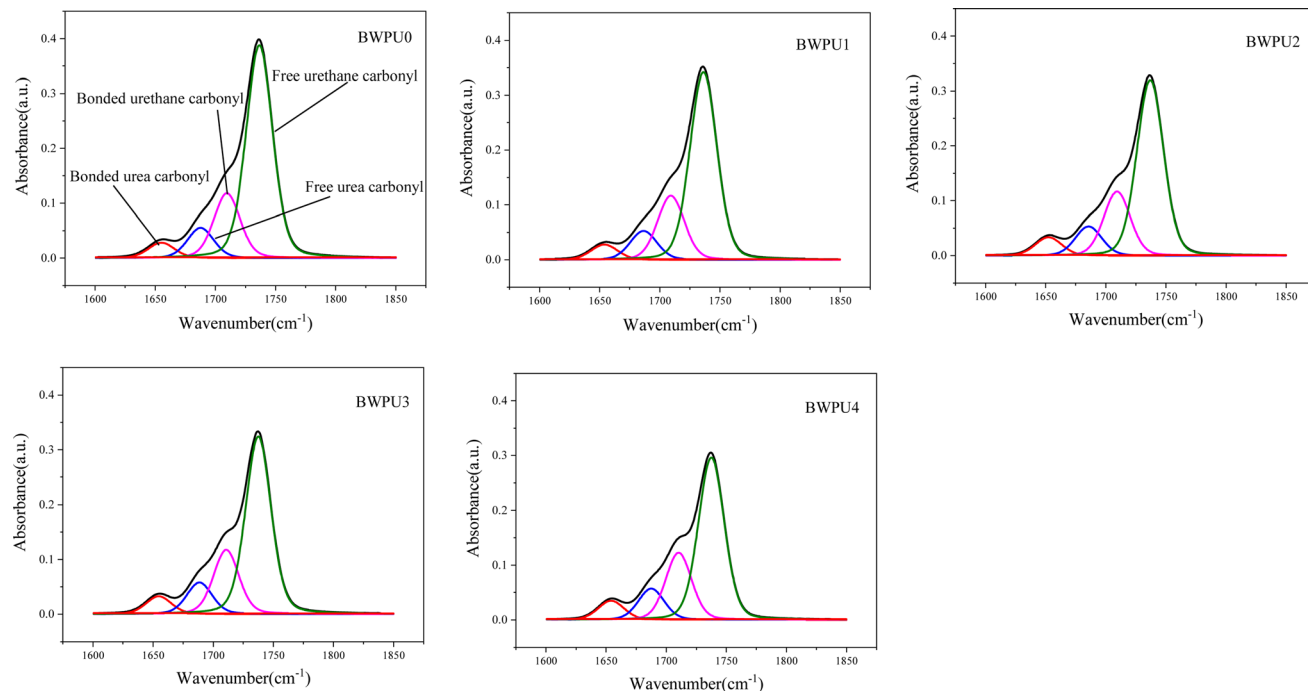 BWPU0
0.4
0.3
0.2
0.1
0.0
Free urethane carbonyl
Bonded urethane carbonyl
Bonded urea carbonyl
Free urea carbonyl
Absorbance(a.u.)
1600 1650 1700 1750 1800 1850
Wavenumber(cm⁻¹)
BWPU1
0.4
0.3
0.2
0.1
0.0
Absorbance(a.u.)
1600 1650 1700 1750 1800 1850
Wavenumber(cm⁻¹)
BWPU2
0.4
0.3
0.2
0.1
0.0
Absorbance(a.u.)
1600 1650 1700 1750 1800 1850
Wavenumber(cm⁻¹)
BWPU3
0.4
0.3
0.2
0.1
0.0
Absorbance(a.u.)
1600 1650 1700 1750 1800 1850
Wavenumber(cm⁻¹)
BWPU4
0.4
0.3
0.2
0.1
0.0
Absorbance(a.u.)
1600 1650 1700 1750 1800 1850
Wavenumber(cm⁻¹)